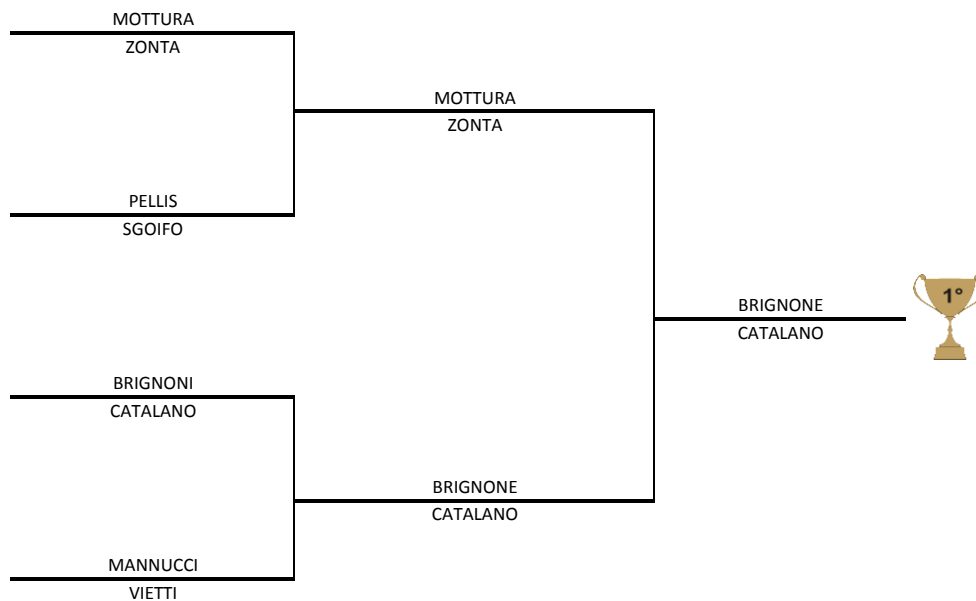 MOTTURA
ZONTA
MOTTURA
ZONTA
PELLIS
SGOIFO
1°
BRIGNONE
CATALANO
BRIGNONI
CATALANO
BRIGNONE
CATALANO
MANNUCCI
VIETTI